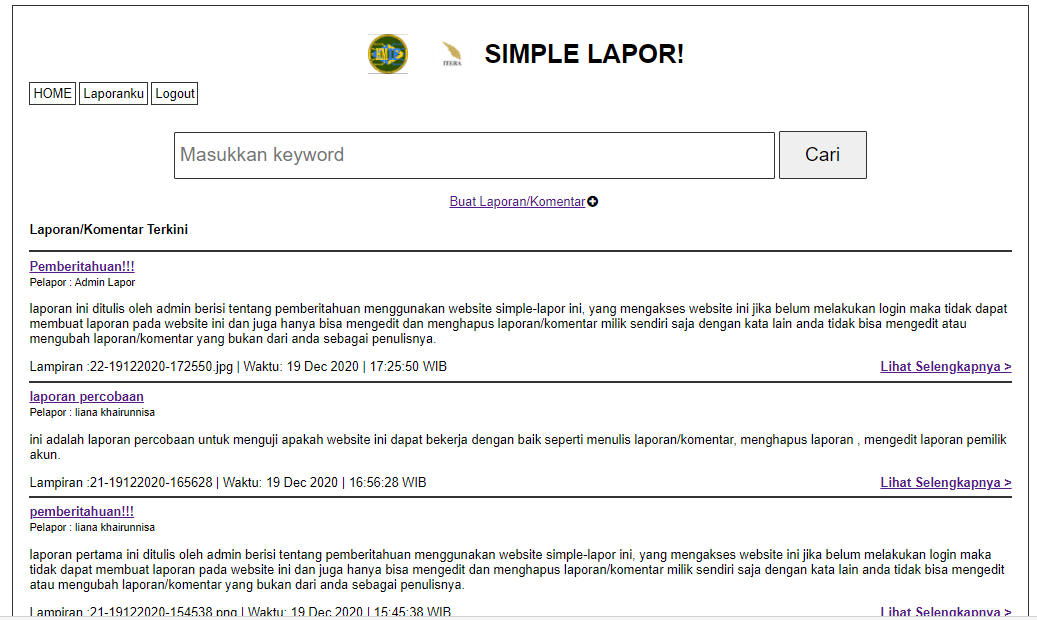 ITERA
SIMPLE LAPOR!
HOME Laporanku Logout
Masukkan keyword
Cari
Buat Laporan/Komentar
Laporan/Komentar Terkini
Pemberitahuan!!!
Pelapor : Admin Lapor
laporan ini ditulis oleh admin berisi tentang pemberitahuan menggunakan website simple-lapor ini, yang mengakses website ini jika belum melakukan login maka tidak dapat
membuat laporan pada website ini dan juga hanya bisa mengedit dan menghapus laporan/komentar milik sendiri saja dengan kata lain anda tidak bisa mengedit atau
mengubah laporan/komentar yang bukan dari anda sebagai penulisnya.
Lampiran :22-19122020-172550.jpg | Waktu: 19 Dec 2020 | 17:25:50 WIB
Lihat Selengkapnya >
laporan percobaan
Pelapor : liana khairunnisa
ini adalah laporan percobaan untuk menguji apakah website ini dapat bekerja dengan baik seperti menulis laporan/komentar, menghapus laporan , mengedit laporan pemilik
akun.
Lampiran :21-19122020-165628 | Waktu: 19 Dec 2020 | 16:56:28 WIB
Lihat Selengkapnya >
pemberitahuan!!!
Pelapor : liana khairunnisa
laporan pertama ini ditulis oleh admin berisi tentang pemberitahuan menggunakan website simple-lapor ini, yang mengakses website ini jika belum melakukan login maka
tidak dapat membuat laporan pada website ini dan juga hanya bisa mengedit dan menghapus laporan/komentar milik sendiri saja dengan kata lain anda tidak bisa mengedit
atau mengubah laporan/komentar yang bukan dari anda sebagai penulisnya.
Lampiran :21-19122020-154538.png | Waktu: 19 Dec 2020 | 15:45:38 WIB
Lihat Selengkapnya >